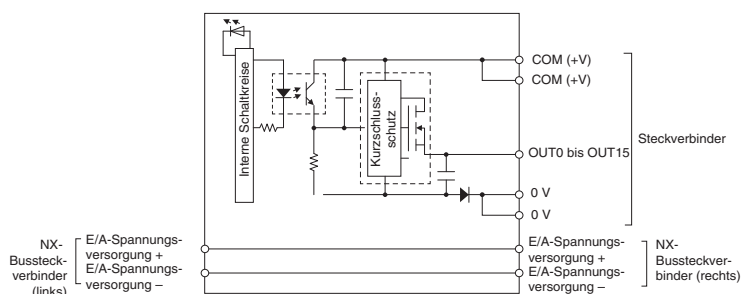 Interne Schaltkreise
Kurzschluss-
schutz
COM (+V)
COM (+V)
OUT0 bis OUT15
0 V
0 V
Steckverbinder
NX-
Bussteck-
verbinder
(links)
E/A-Spannungs-
versorgung +
E/A-Spannungs-
versorgung –
E/A-Spannungs-
versorgung +
E/A-Spannungs-
versorgung –
NX-
Bussteckver-
binder (rechts)